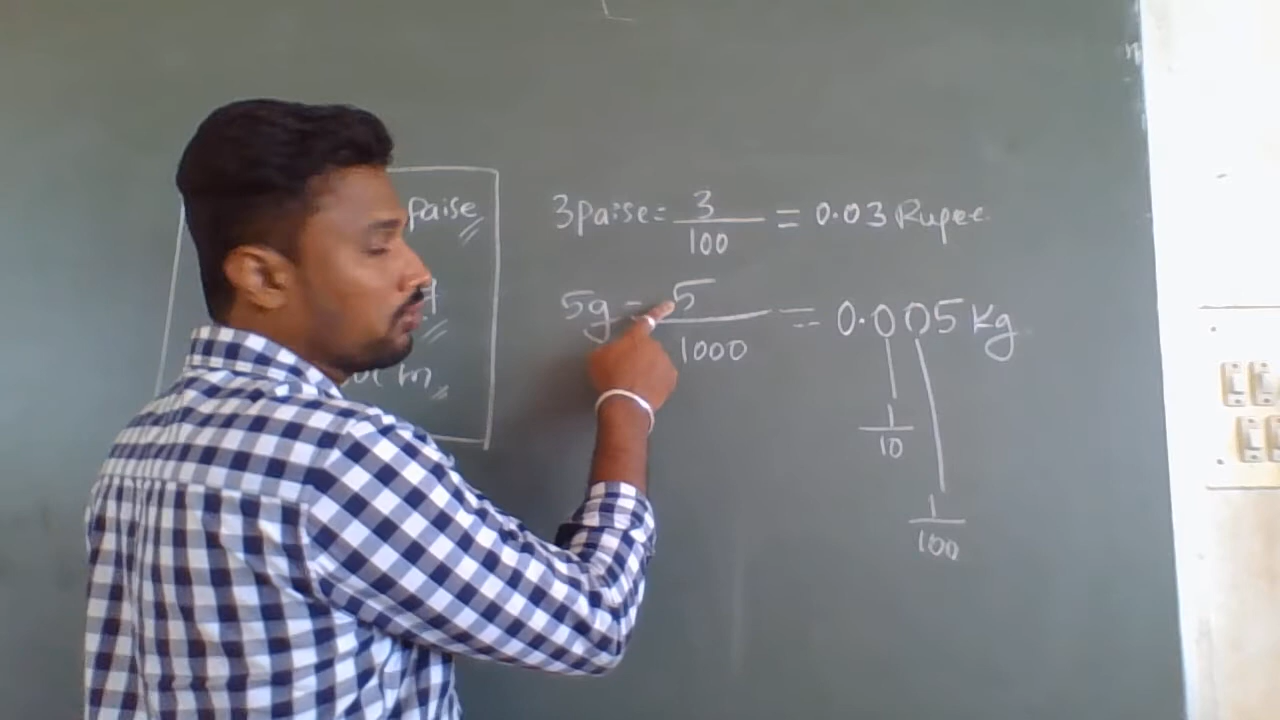 paise
3paise = 3/100 = 0.03 Rupee
5g = 5/1000 = 0.005 Kg
1/10
1/100